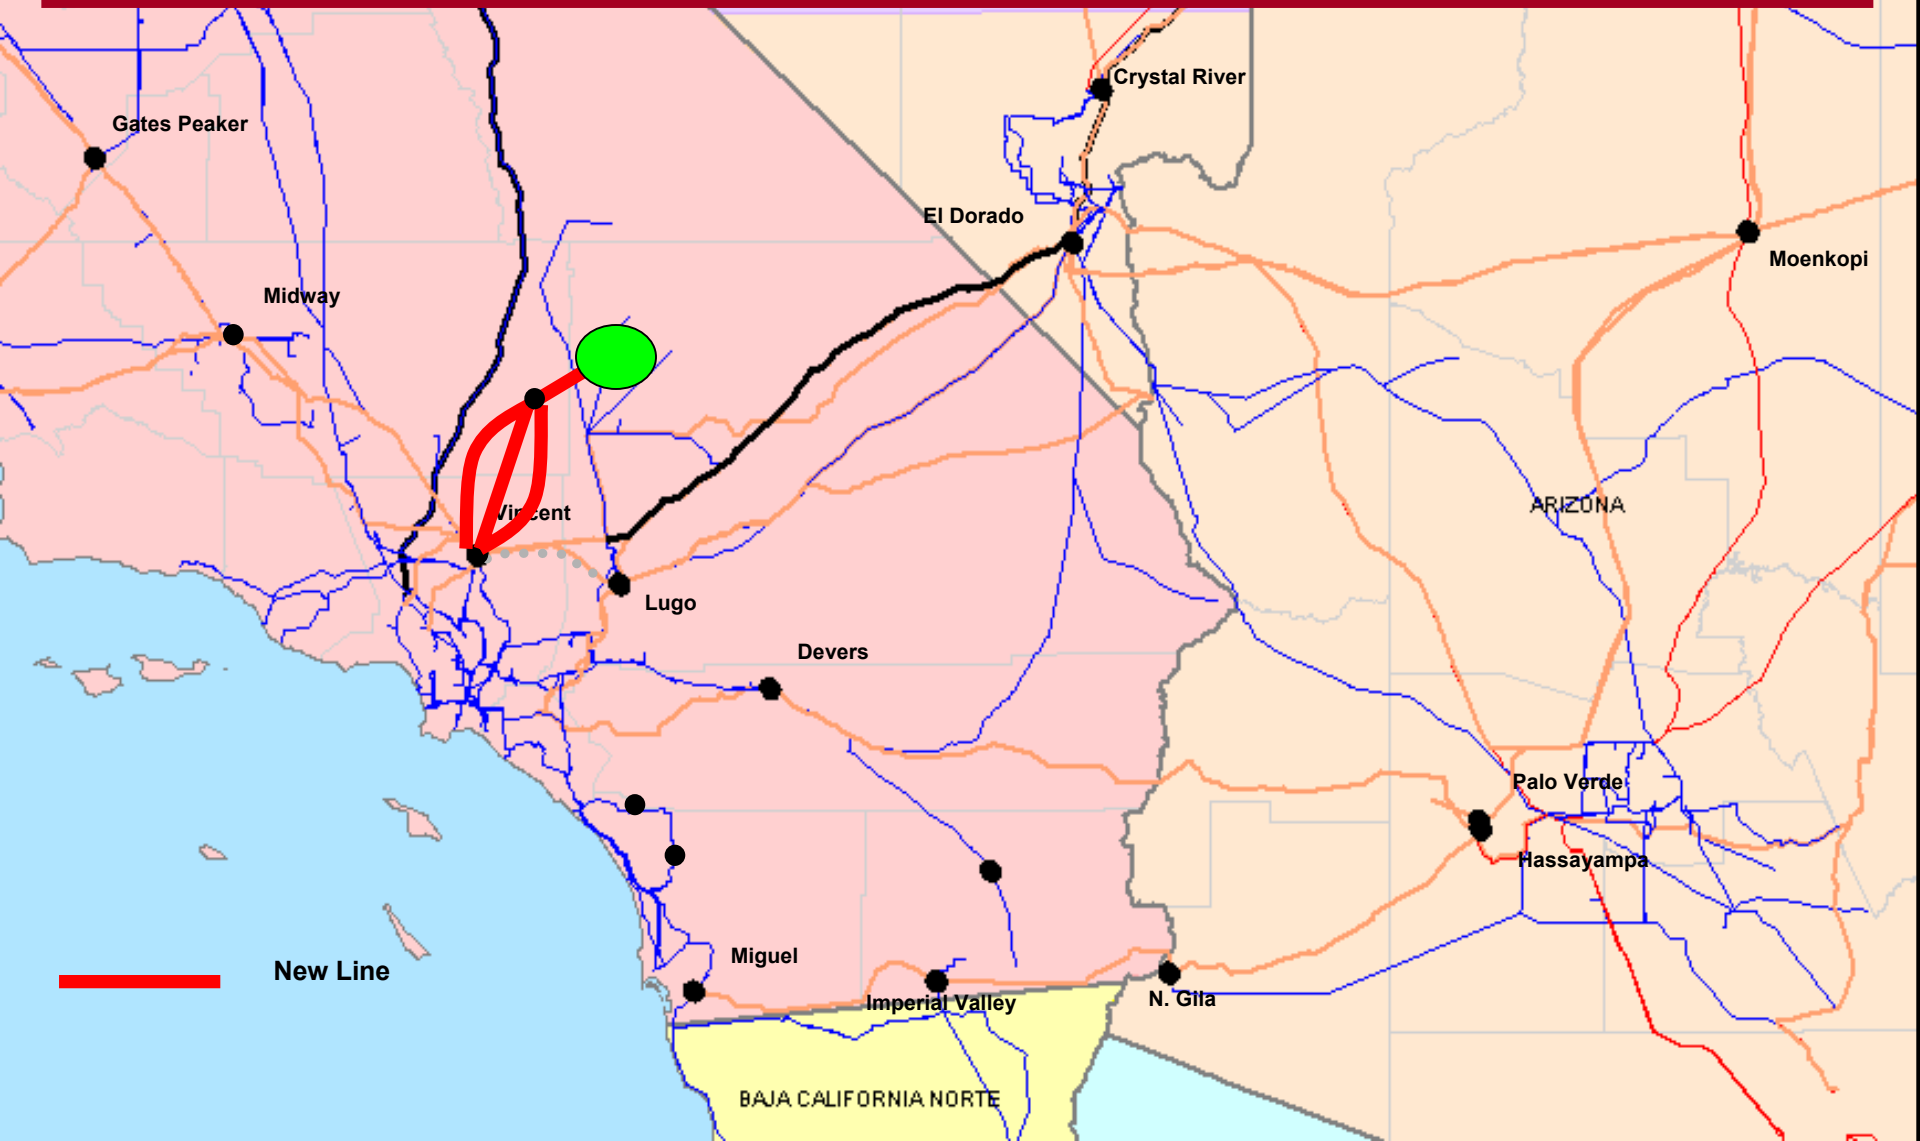 Crystal River
Gates Peaker
El Dorado
Moenkopi
Midway
ARIZONA
Vincent
Lugo
Devers
Palo Verde
Hassayampa
Miguel
New Line
N. Gila
Imperial Valley
BAJA CALIFORNIA NORTE